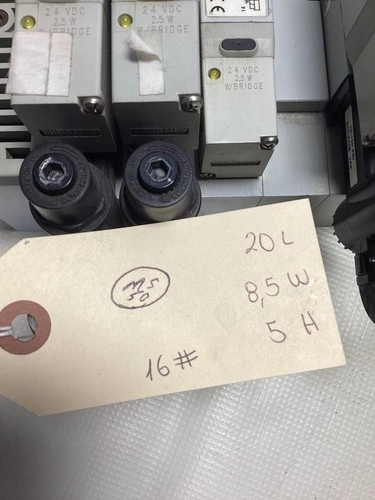 24 VDC
2.5 W
W/BRIDGE
24 VDC
2.5 W
W/BRIDGE
24 VDC
2.5 W
W/BRIDGE
20 L
8,5 W
5 H
16#